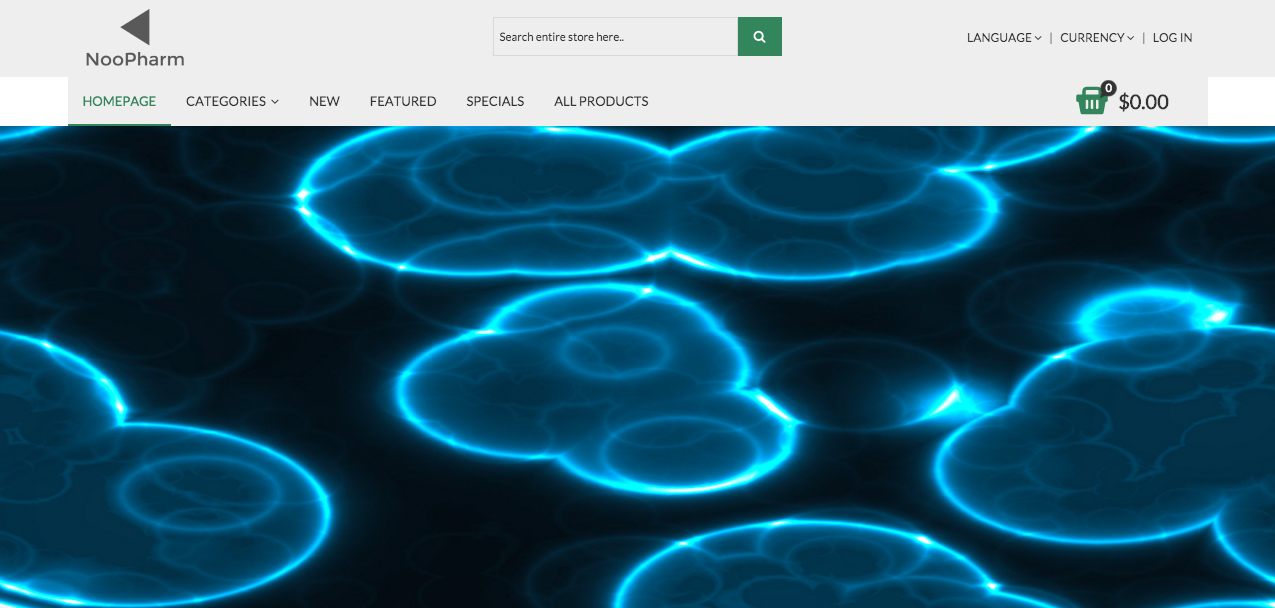 NooPharm
Search entire store here..
LANGUAGE | CURRENCY | LOG IN
HOMEPAGE CATEGORIES NEW FEATURED SPECIALS ALL PRODUCTS
0
$0.00